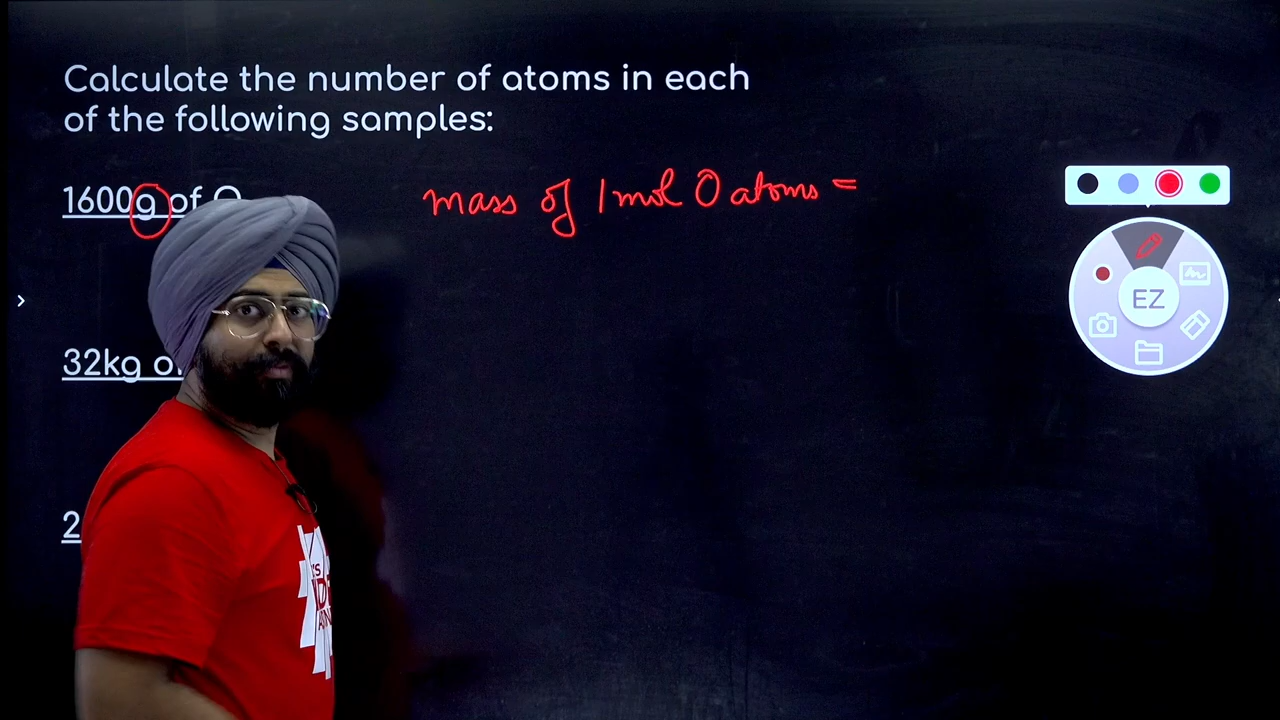 Calculate the number of atoms in each
of the following samples:
1600g of O
mass of 1 mol O atoms =
32kg of
2
EZ